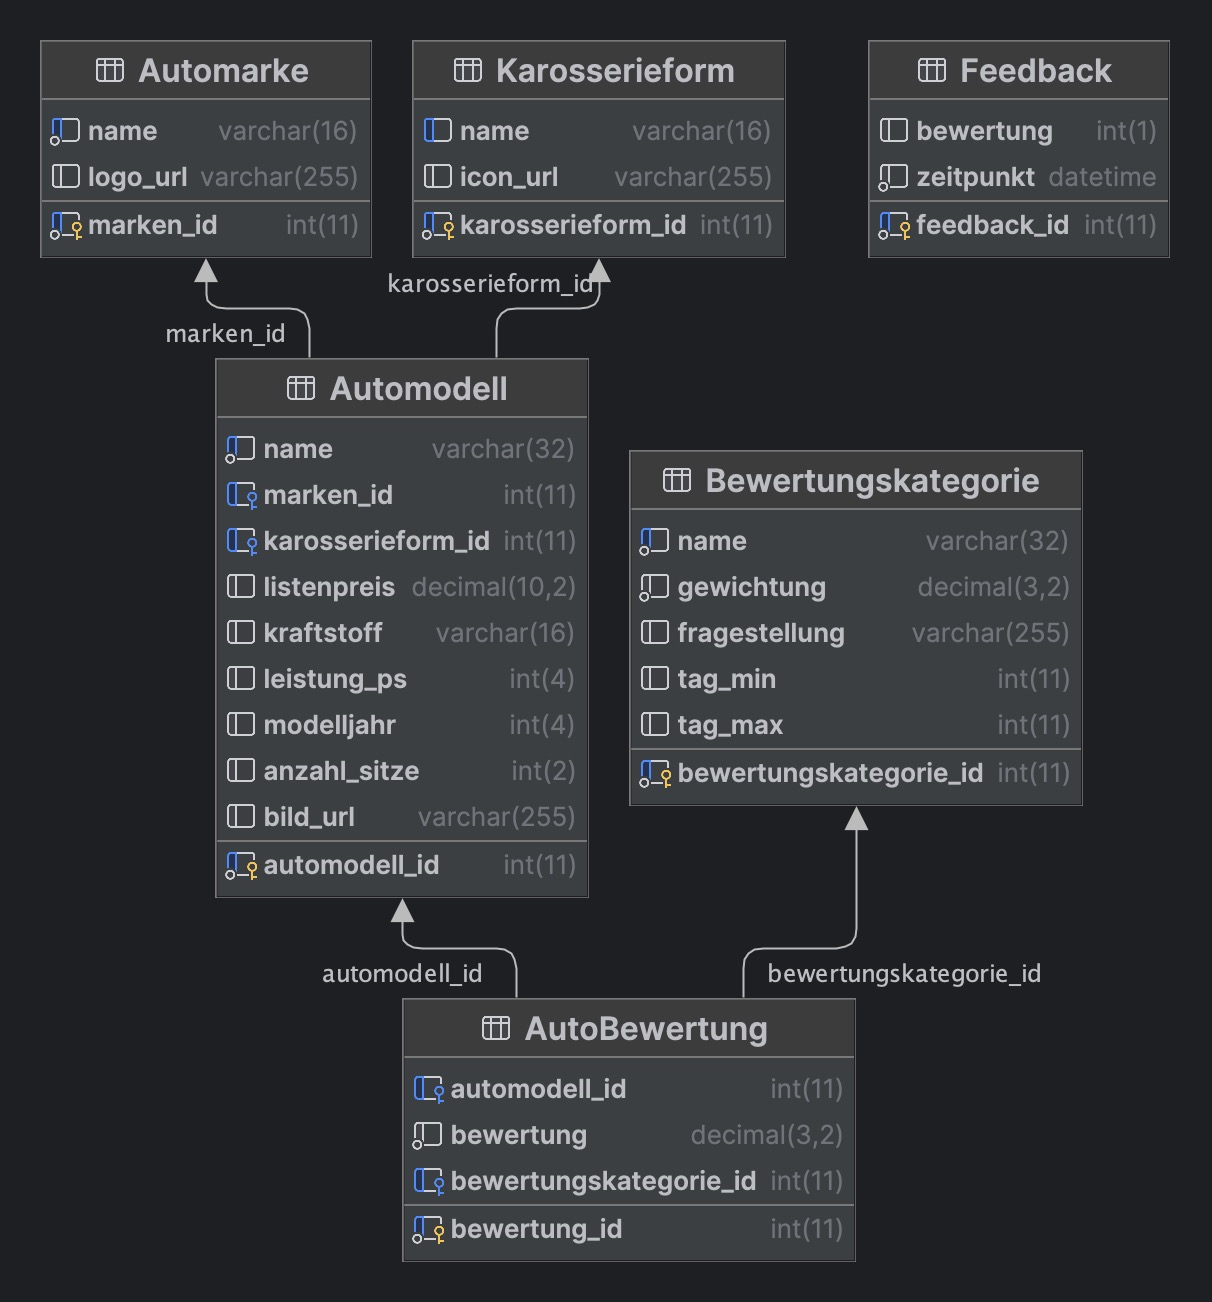 Automarke
name varchar(16)
logo_url varchar(255)
marken_id int(11)
Karosserieform
name varchar(16)
icon_url varchar(255)
karosserieform_id int(11)
Feedback
bewertung int(1)
zeitpunkt datetime
feedback_id int(11)
marken_id
karosserieform_id
Automodell
name varchar(32)
marken_id int(11)
karosserieform_id int(11)
listenpreis decimal(10,2)
kraftstoff varchar(16)
leistung_ps int(4)
modelljahr int(4)
anzahl_sitze int(2)
bild_url varchar(255)
automodell_id int(11)
Bewertungskategorie
name varchar(32)
gewichtung decimal(3,2)
fragestellung varchar(255)
tag_min int(11)
tag_max int(11)
bewertungskategorie_id int(11)
automodell_id
bewertungskategorie_id
AutoBewertung
automodell_id int(11)
bewertung decimal(3,2)
bewertungskategorie_id int(11)
bewertung_id int(11)